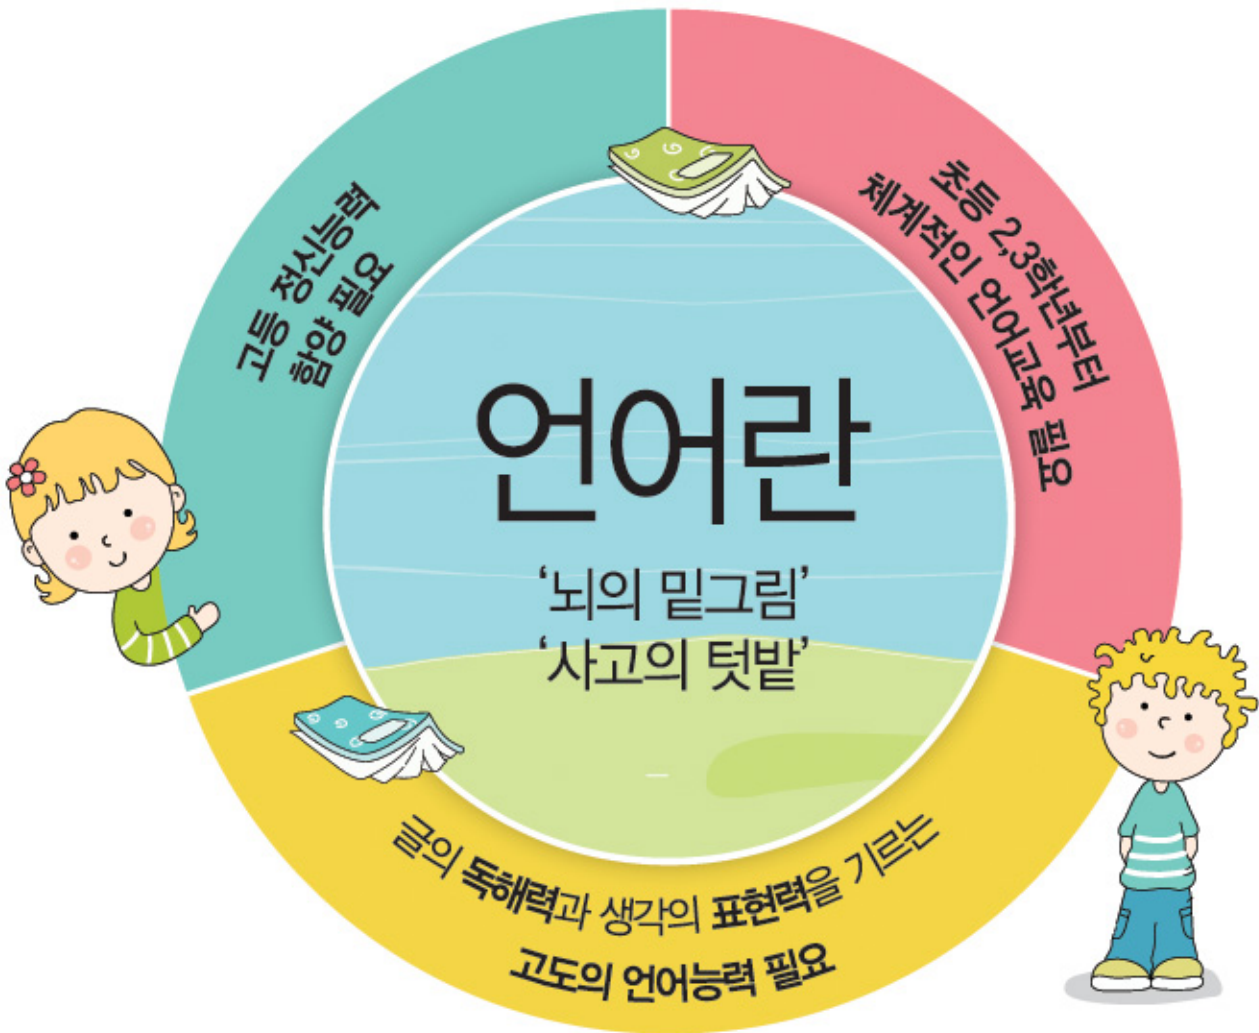 언어란
‘뇌의 밑그림’
‘사고의 텃밭’
고등 정신능력
함양 필요
초등 2,3학년부터
체계적인 언어교육 필요
글의 독해력과 생각의 표현력을 기르는
고도의 언어능력 필요